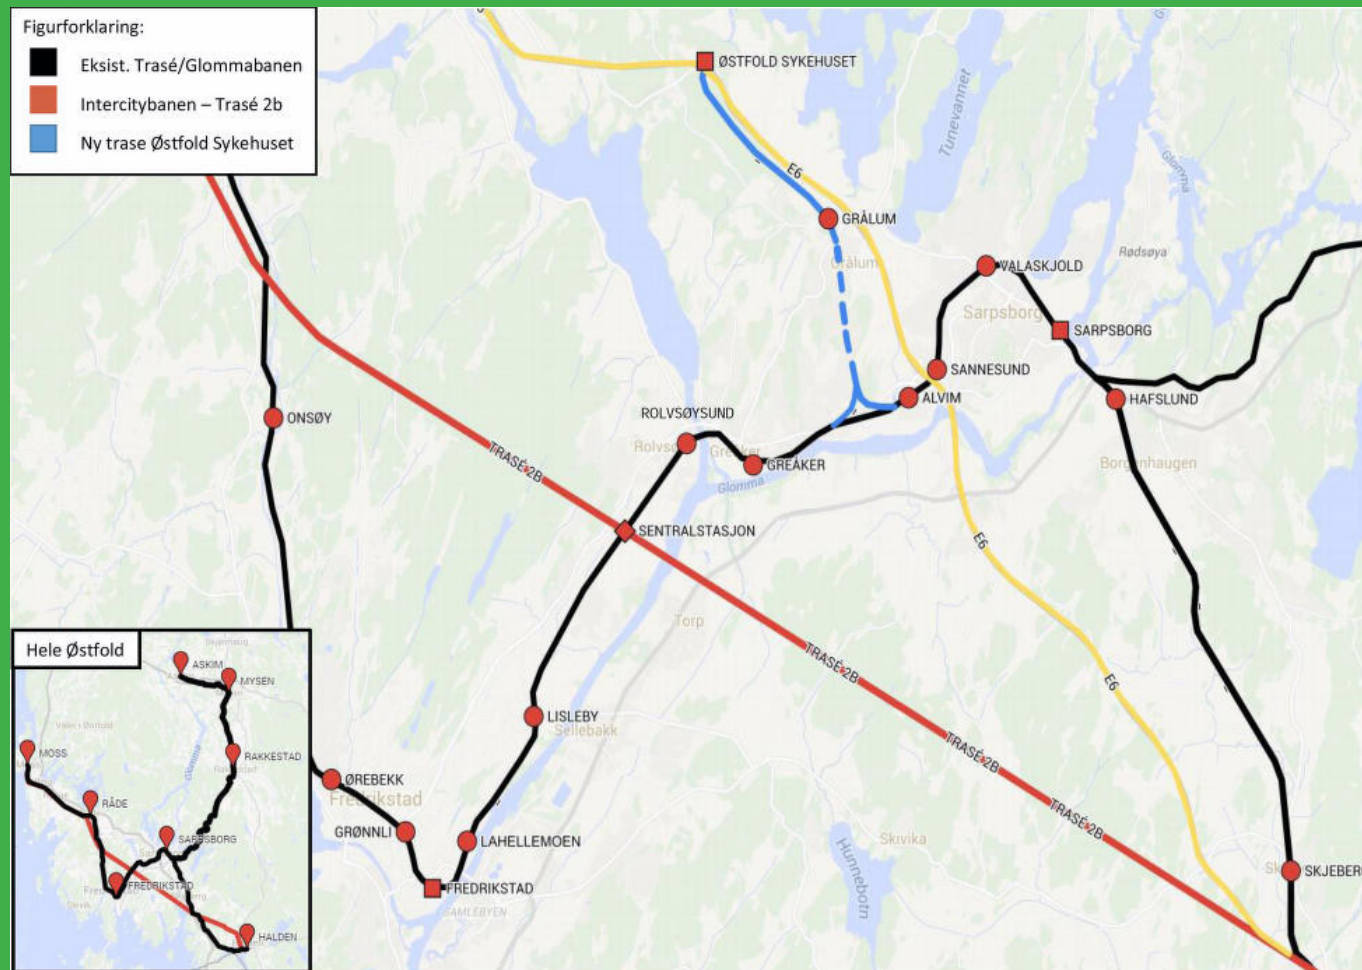 Figurforklaring:
Eksist. Trasé/Glommabanen
Intercitybanen – Trasé 2b
Ny trase Østfold Sykehuset
ØSTFOLD SYKEHUSET
Tunevannet
Glomma
E6
GRÅLUM
Grålum
VALASKJOLD
Rødsøya
Sarpsborg
SARPSBORG
SANNESUND
ALVIM
HAFSLUND
ROLVSØYSUND
ONSØY
TRASÉ 2B
GREÅKER
Borgenhaugen
Glomma
SENTRALSTASJON
E6
Torp
TRASÉ 2B
E6
LISLEBY
Sellebakk
TRASÉ 2B
ØREBEKK
Fredrikstad
GRØNNLI
LAHELLEMOEN
TRASÉ 2B
Skivika
Hunnebotn
SKJEBER
FREDRIKSTAD
GAMLEBYEN
Hele Østfold
ASKIM
MYSEN
MOSS
Glomma
RAKKESTAD
RÅDE
SARPSBORG
FREDRIKSTAD
HALDEN